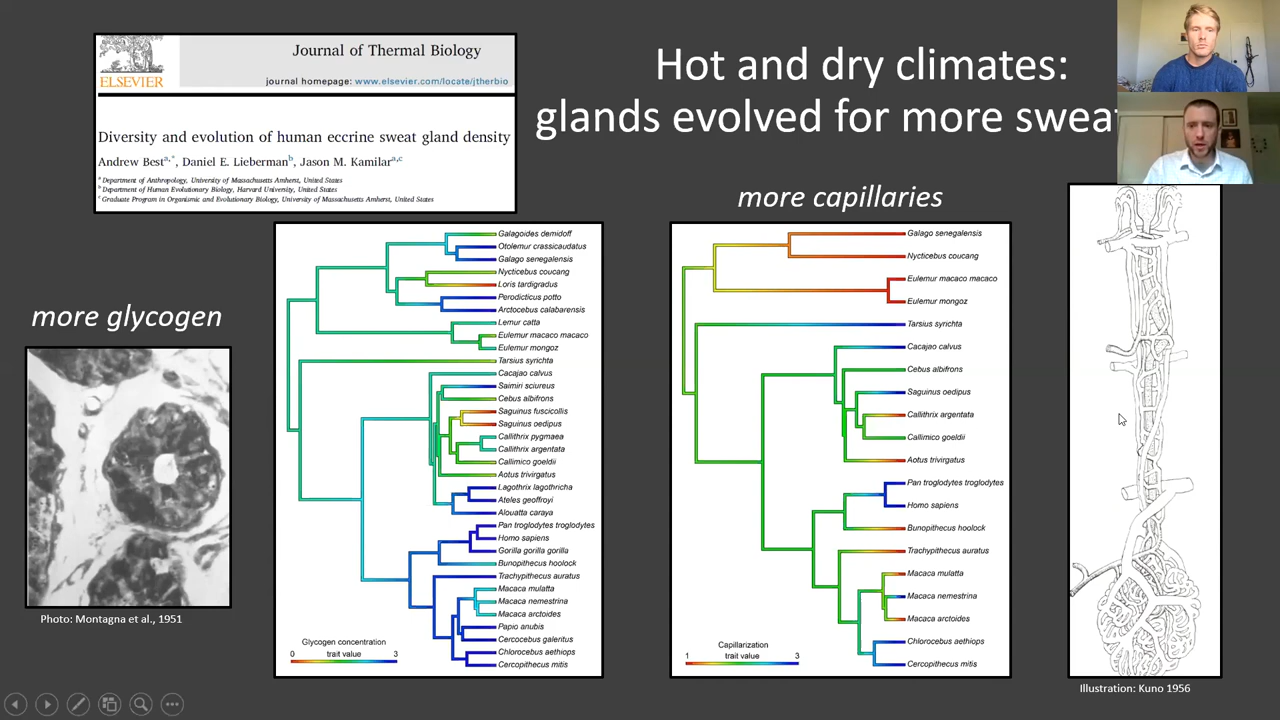 Hot and dry climates:
glands evolved for more sweat
Journal of Thermal Biology
ELSEVIER
journal homepage: www.elsevier.com/locate/jtherbio
Diversity and evolution of human eccrine sweat gland density
Andrew Best a,*, Daniel E. Lieberman b, Jason M. Kamilar a,c
a Department of Anthropology, University of Massachusetts Amherst, United States
b Department of Human Evolutionary Biology, Harvard University, United States
c Graduate Program in Organismic and Evolutionary Biology, University of Massachusetts Amherst, United States
more glycogen
Photo: Montagna et al., 1951
Galagoides demidoff
Otolemur crassicaudatus
Galago senegalensis
Nycticebus coucang
Loris tardigradus
Perodicticus potto
Arctocebus calabarensis
Lemur catta
Eulemur macaco macaco
Eulemur mongoz
Tarsius syrichta
Cacajao calvus
Saimiri sciureus
Cebus albifrons
Saguinus fuscicollis
Saguinus oedipus
Callithrix pygmaea
Callithrix argentata
Callimico goeldii
Aotus trivirgatus
Lagothrix lagothricha
Ateles geoffroyi
Alouatta caraya
Pan troglodytes troglodytes
Homo sapiens
Gorilla gorilla gorilla
Bunopithecus hoolock
Trachypithecus auratus
Macaca mulatta
Macaca nemestrina
Macaca arctoides
Papio anubis
Cercocebus galeritus
Chlorocebus aethiops
Cercopithecus mitis
Glycogen concentration
0 trait value 3
more capillaries
Galago senegalensis
Nycticebus coucang
Eulemur macaco macaco
Eulemur mongoz
Tarsius syrichta
Cacajao calvus
Cebus albifrons
Saguinus oedipus
Callithrix argentata
Callimico goeldii
Aotus trivirgatus
Pan troglodytes troglodytes
Homo sapiens
Bunopithecus hoolock
Trachypithecus auratus
Macaca mulatta
Macaca nemestrina
Macaca arctoides
Chlorocebus aethiops
Cercopithecus mitis
Capillarization
1 trait value 3
Illustration: Kuno 1956